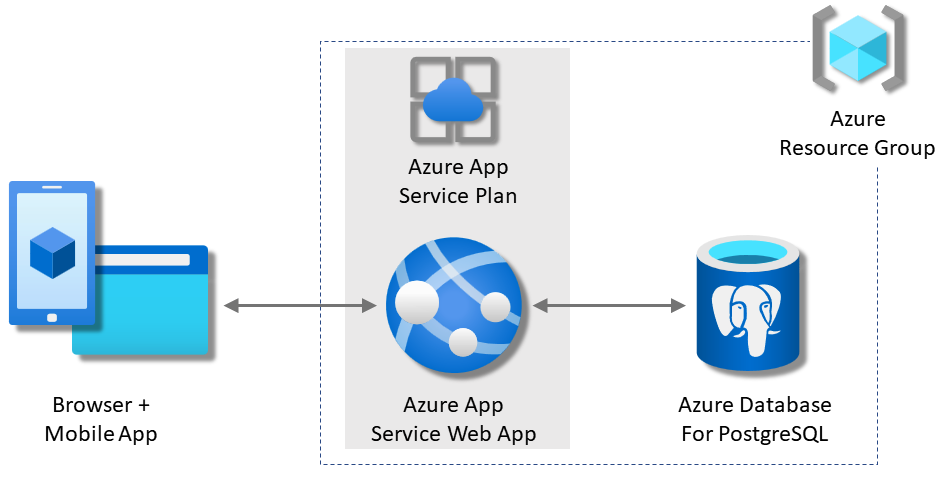 Azure
Resource Group
Azure App
Service Plan
Browser +
Mobile App
Azure App
Service Web App
Azure Database
For PostgreSQL